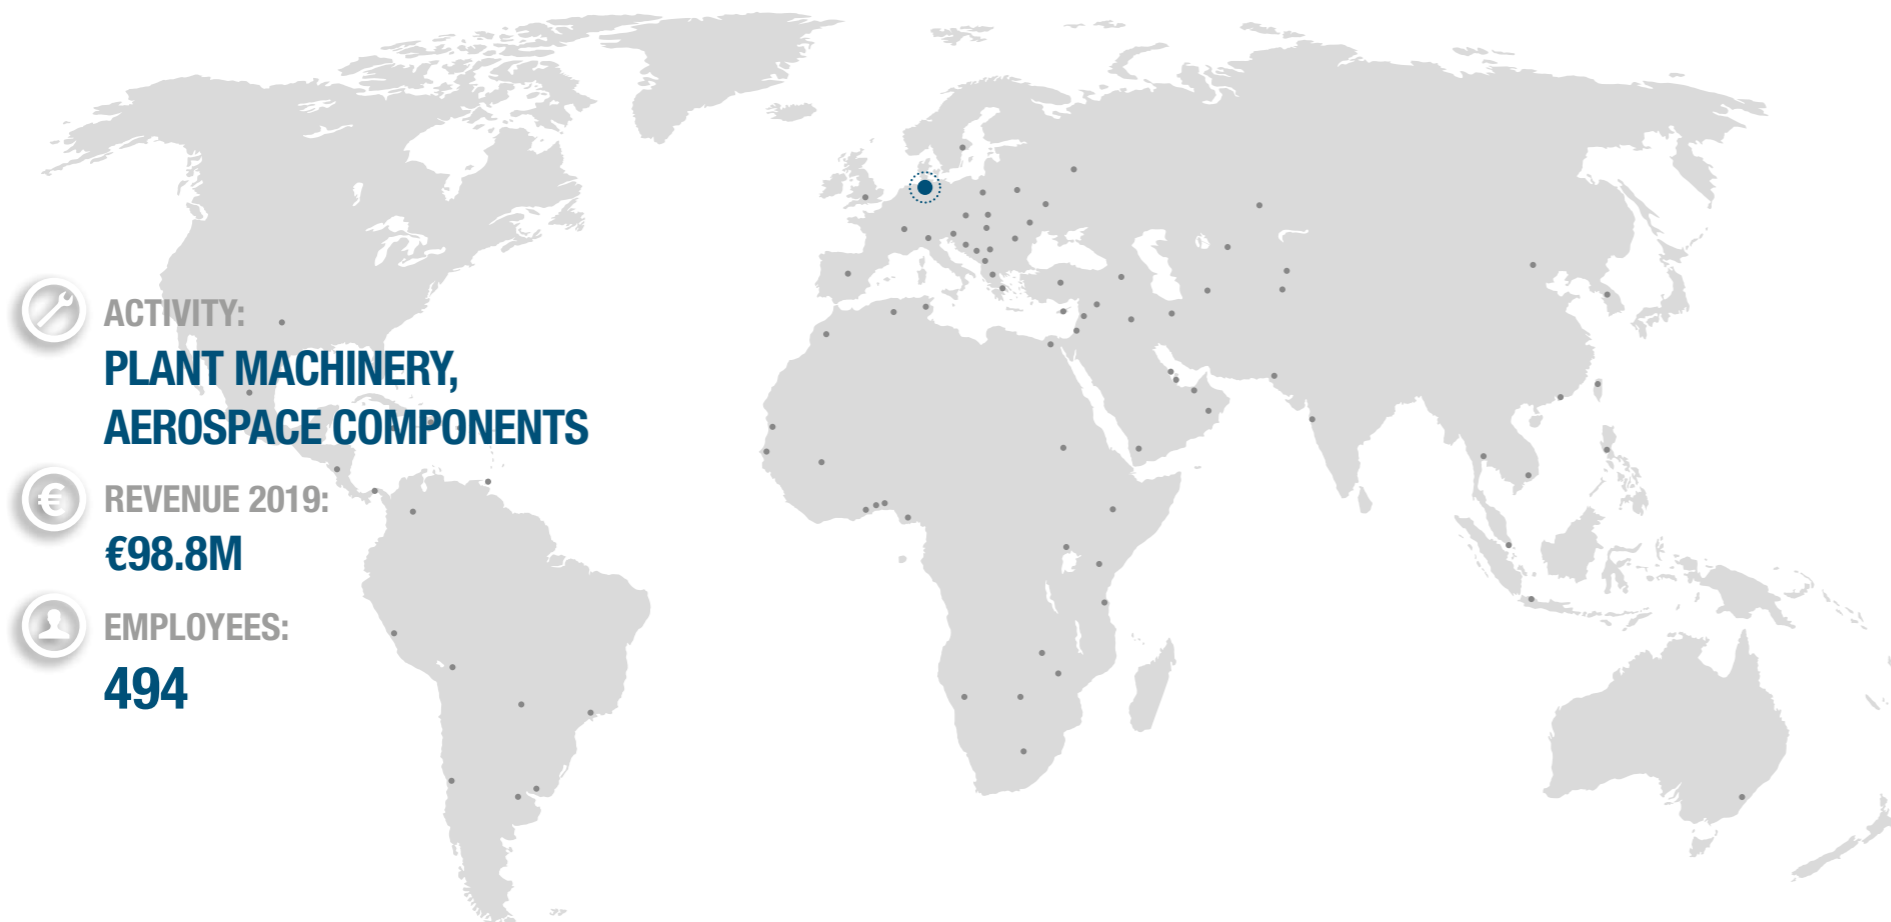 ACTIVITY:
PLANT MACHINERY,
AEROSPACE COMPONENTS
€
REVENUE 2019:
€98.8M
EMPLOYEES:
494